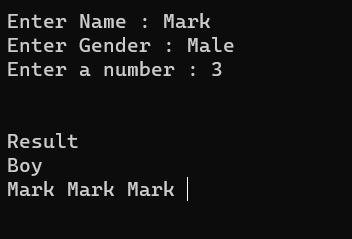 Enter Name : Mark
Enter Gender : Male
Enter a number : 3
Result
Boy
Mark Mark Mark